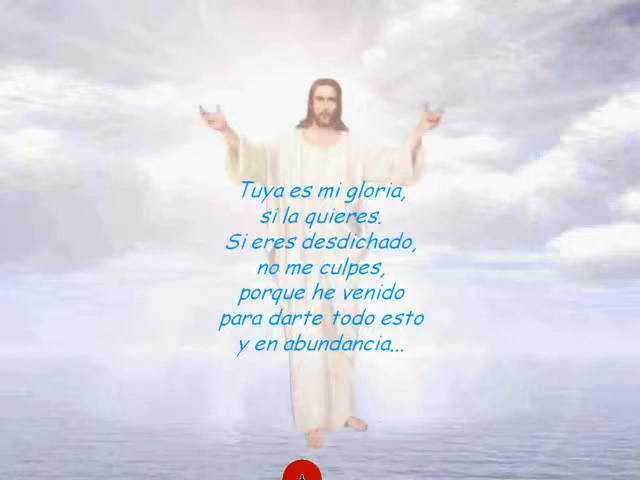 Tuya es mi gloria,
si la quieres.
Si eres desdichado,
no me culpes,
porque he venido
para darte todo esto
y en abundancia...